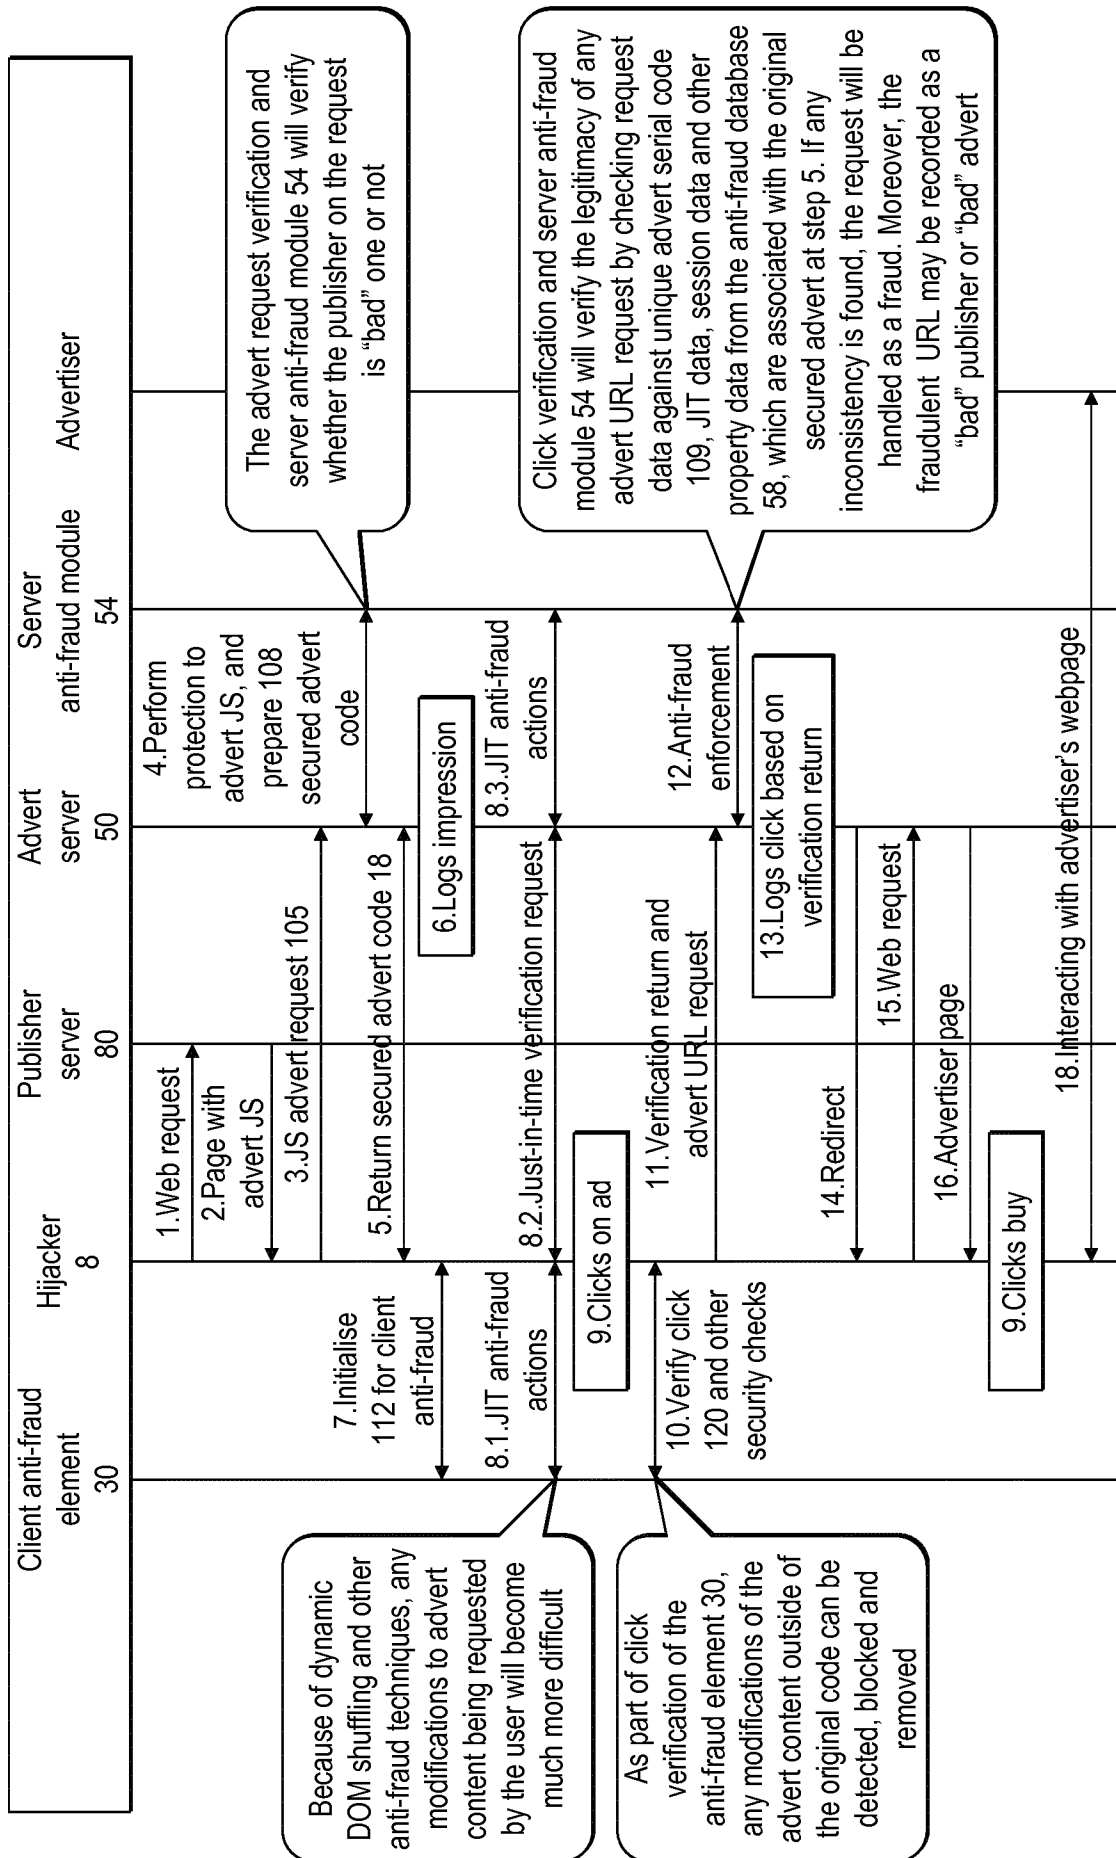 Client anti-fraud
element
30
Hijacker
8
Publisher
server
80
Advert
server
50
Server
anti-fraud module
54
Advertiser
1.Web request
2.Page with
advert JS
3.JS advert request 105
4.Perform
protection to
advert JS, and
prepare 108
secured advert
code
The advert request verification and
server anti-fraud module 54 will verify
whether the publisher on the request
is “bad” one or not
5.Return secured advert code 18
6.Logs impression
7.Initialise
112 for client
anti-fraud
8.1.JIT anti-fraud
actions
8.2.Just-in-time verification request
8.3.JIT anti-fraud
actions
Because of dynamic
DOM shuffling and other
anti-fraud techniques, any
modifications to advert
content being requested
by the user will become
much more difficult
9.Clicks on ad
10.Verify click
120 and other
security checks
As part of click
verification of the
anti-fraud element 30,
any modifications of the
advert content outside of
the original code can be
detected, blocked and
removed
11.Verification return and
advert URL request
12.Anti-fraud
enforcement
Click verification and server anti-fraud
module 54 will verify the legitimacy of any
advert URL request by checking request
data against unique advert serial code
109, JIT data, session data and other
property data from the anti-fraud database
58, which are associated with the original
secured advert at step 5. If any
inconsistency is found, the request will be
handled as a fraud. Moreover, the
fraudulent URL may be recorded as a
“bad” publisher or “bad” advert
13.Logs click based on
verification return
14.Redirect
15.Web request
16.Advertiser page
9.Clicks buy
18.Interacting with advertiser’s webpage